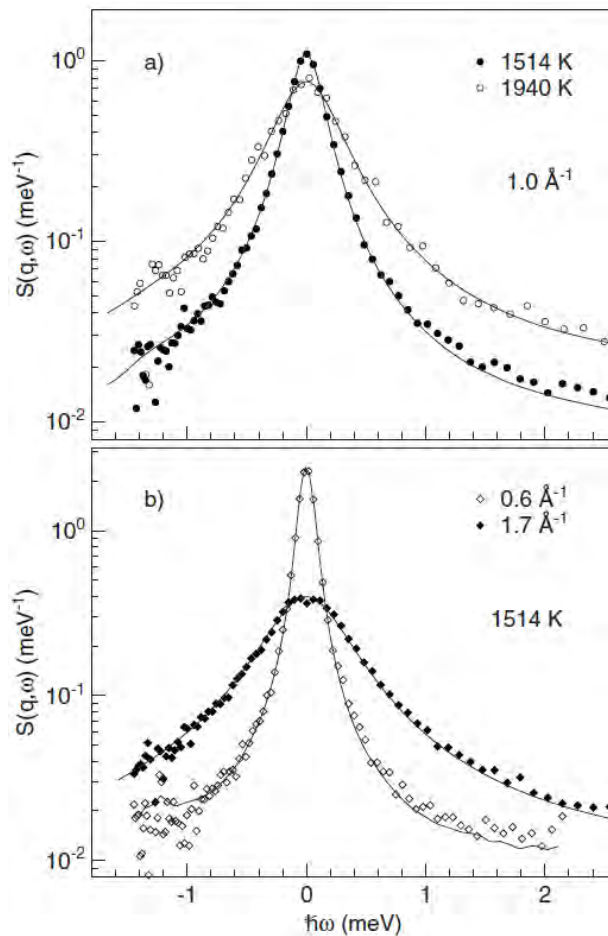 a)
● 1514 K
○ 1940 K
1.0 Å⁻¹
10⁰
10⁻¹
10⁻²
S(q,ω) (meV⁻¹)
b)
◇ 0.6 Å⁻¹
◆ 1.7 Å⁻¹
1514 K
10⁰
10⁻¹
10⁻²
S(q,ω) (meV⁻¹)
-1 0 1 2
ħω (meV)